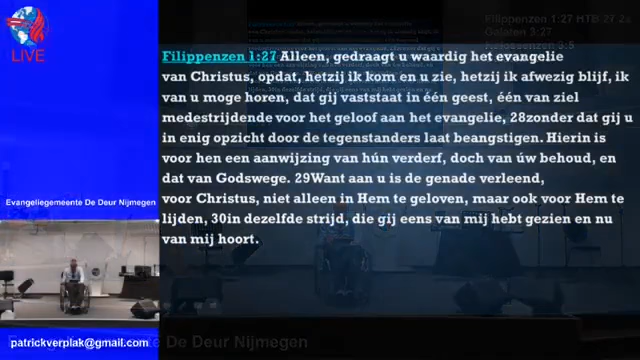 Filippenzen 1:27 HTB 27 2a
Galaten 3:2a
LIVE
Filippenzen 1:27 Alleen, gedraagt u waardig het evangelie
van Christus, opdat, hetzij ik kom en u zie, hetzij ik afwezig blijf, ik
van u moge horen, dat gij vaststaat in één geest, één van ziel
medestrijdende voor het geloof aan het evangelie, 28zonder dat gij u
in enig opzicht door de tegenstanders laat beangstigen. Hierin is
voor hen een aanwijzing van hún verderf, doch van úw behoud, en
dat van Godswege. 29Want aan u is de genade verleend,
voor Christus, niet alleen in Hem te geloven, maar ook voor Hem te
lijden, 30in dezelfde strijd, die gij eens van mij hebt gezien en nu
van mij hoort.
Evangeliegemeente De Deur Nijmegen
patrickverplak@gmail.com
De Deur Nijmegen